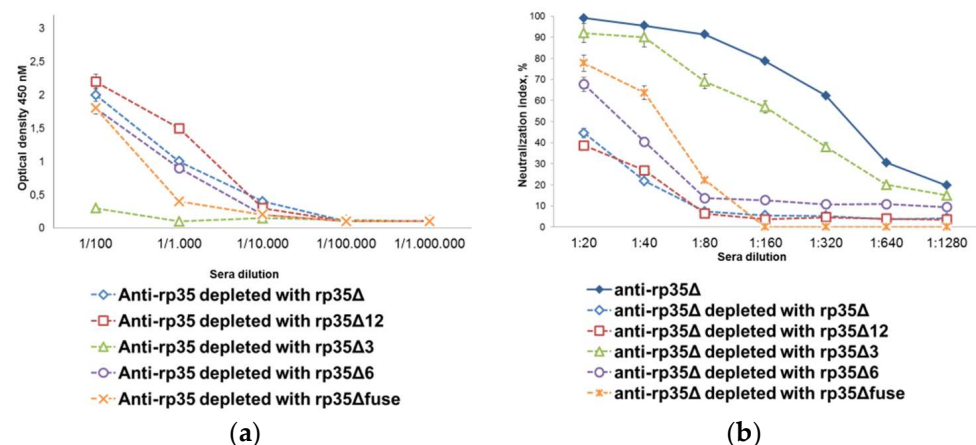 3
2,5
2
1,5
1
0,5
0
Optical density 450 nM
1/100 1/1.000 1/10.000 1/100.000 1/1.000.000
Sera dilution
Anti-rp35 depleted with rp35Δ
Anti-rp35 depleted with rp35Δ12
Anti-rp35 depleted with rp35Δ3
Anti-rp35 depleted with rp35Δ6
Anti-rp35 depleted with rp35Δfuse
(a)
100
90
80
70
60
50
40
30
20
10
0
Neutralization index, %
1:20 1:40 1:80 1:160 1:320 1:640 1:1280
Sera dilution
anti-rp35Δ
anti-rp35Δ depleted with rp35Δ
anti-rp35Δ depleted with rp35Δ12
anti-rp35Δ depleted with rp35Δ3
anti-rp35Δ depleted with rp35Δ6
anti-rp35Δ depleted with rp35Δfuse
(b)